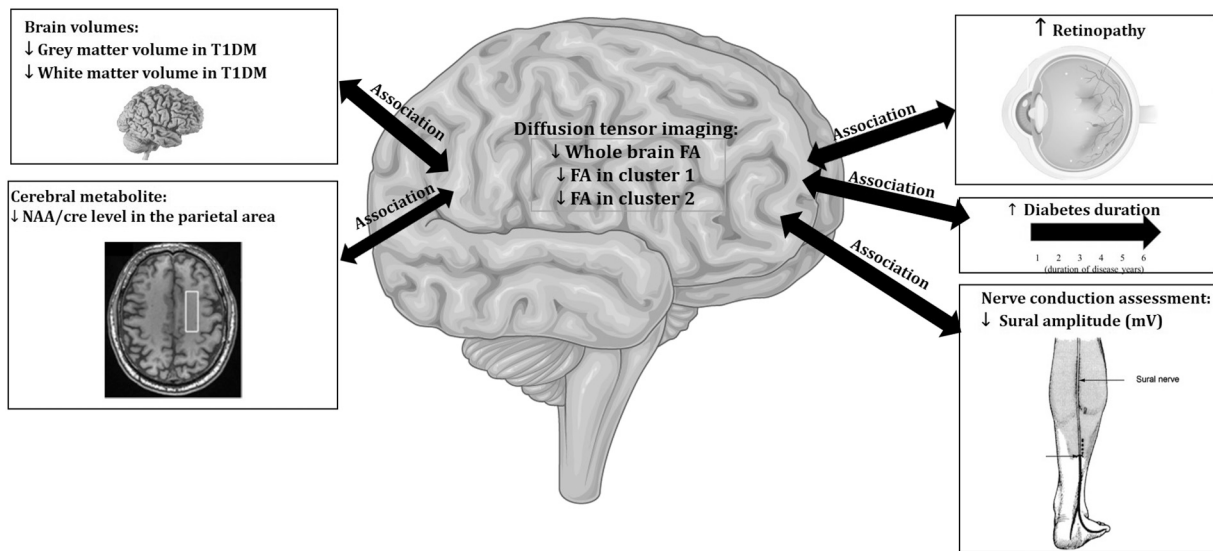 Brain volumes:
↓ Grey matter volume in T1DM
↓ White matter volume in T1DM
Association
Cerebral metabolite:
↓ NAA/cre level in the parietal area
Association
Diffusion tensor imaging:
↓ Whole brain FA
↓ FA in cluster 1
↓ FA in cluster 2
Association
↑ Retinopathy
Association
↑ Diabetes duration
1 2 3 4 5 6
(duration of disease years)
Association
Nerve conduction assessment:
↓ Sural amplitude (mV)
Sural nerve